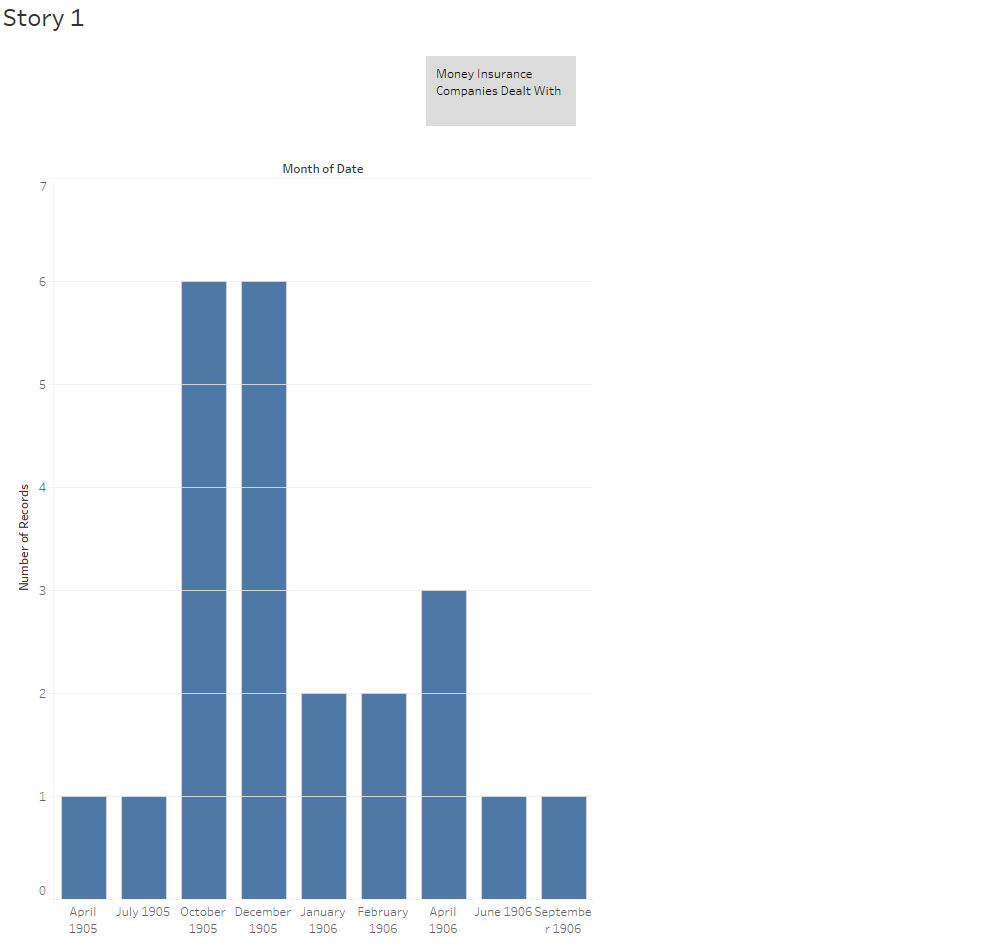 Story 1
Money Insurance
Companies Dealt With
Month of Date
7
6
5
4
3
2
1
0
Number of Records
April
1905
July 1905
October
1905
December
1905
January
1906
February
1906
April
1906
June 1906
Septembe
r 1906